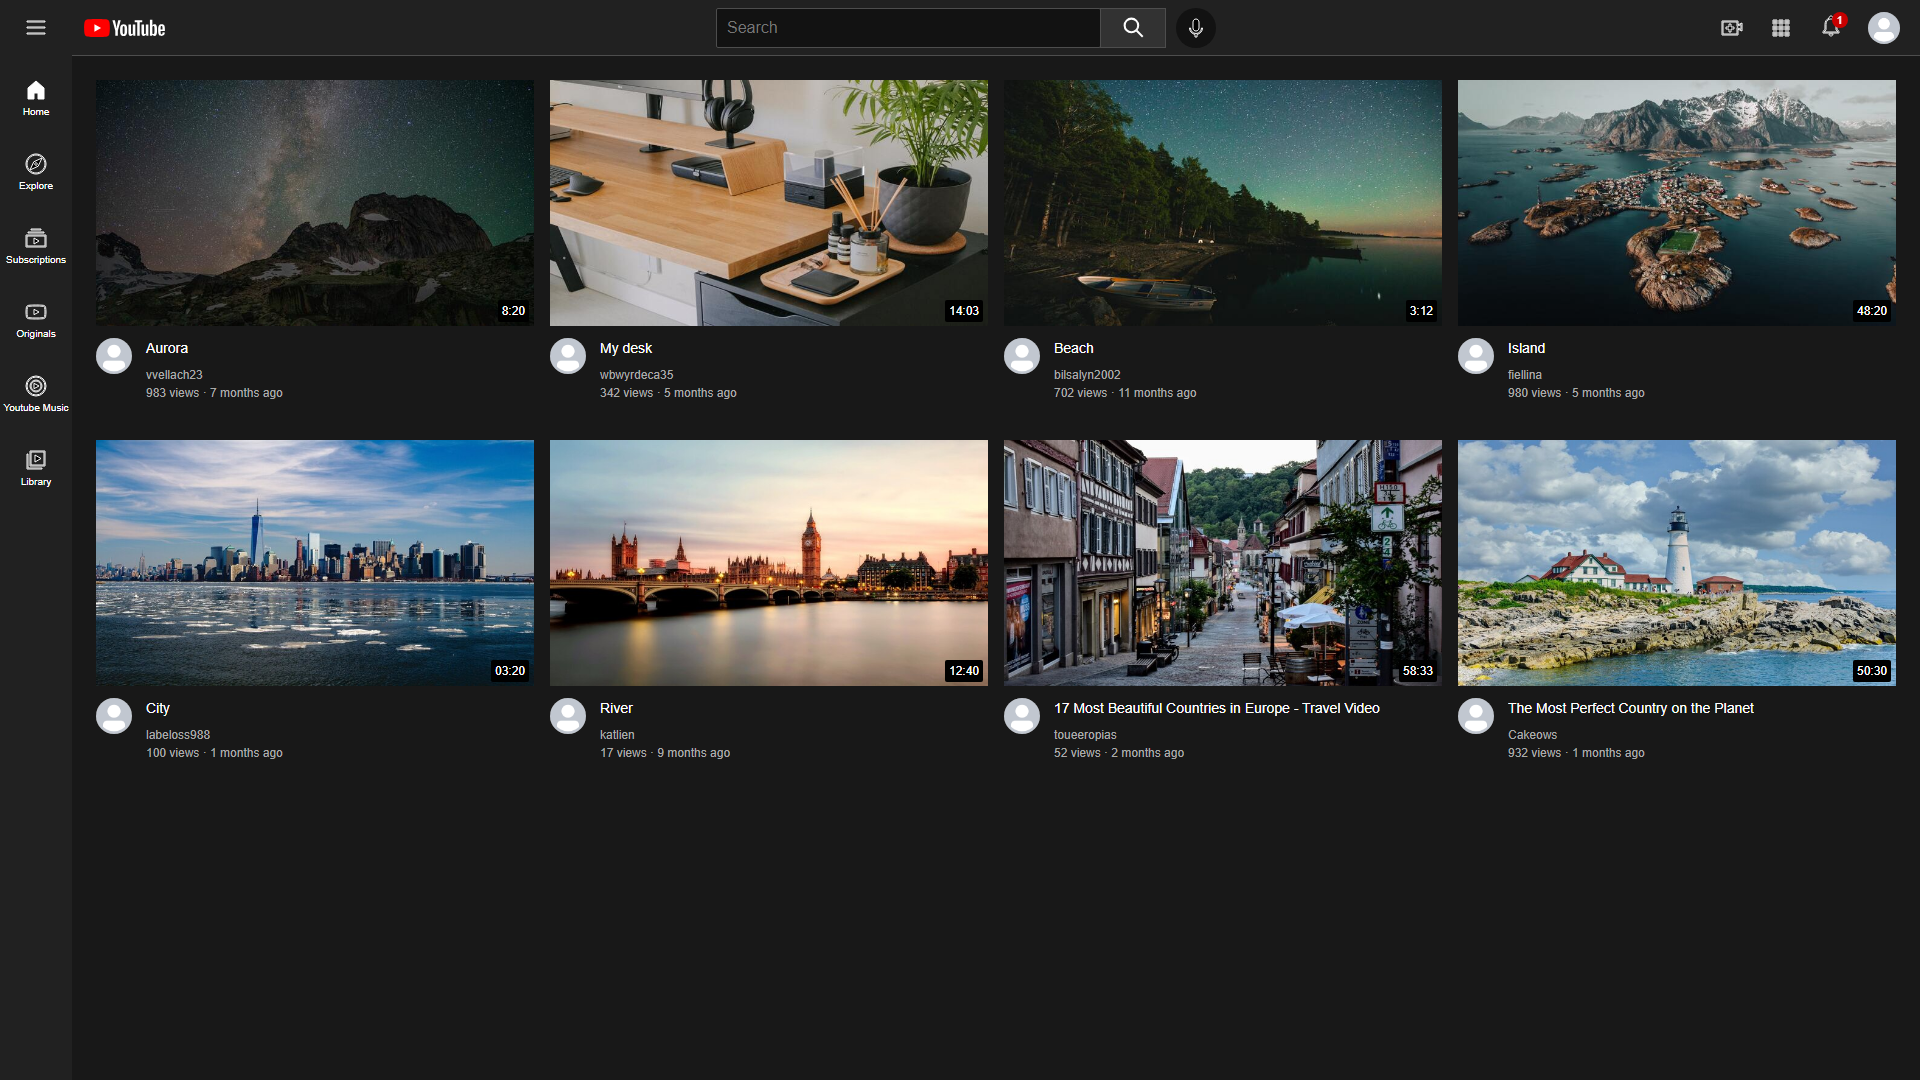 YouTube
Search
1
Home
Explore
Subscriptions
Originals
Youtube Music
Library
8:20
14:03
3:12
48:20
Aurora
vvellach23
983 views · 7 months ago
My desk
wbwyrdeca35
342 views · 5 months ago
Beach
bilsalyn2002
702 views · 11 months ago
Island
fiellina
980 views · 5 months ago
03:20
12:40
58:33
50:30
City
labeloss988
100 views · 1 months ago
River
katlien
17 views · 9 months ago
17 Most Beautiful Countries in Europe - Travel Video
toueeropias
52 views · 2 months ago
The Most Perfect Country on the Planet
Cakeows
932 views · 1 months ago